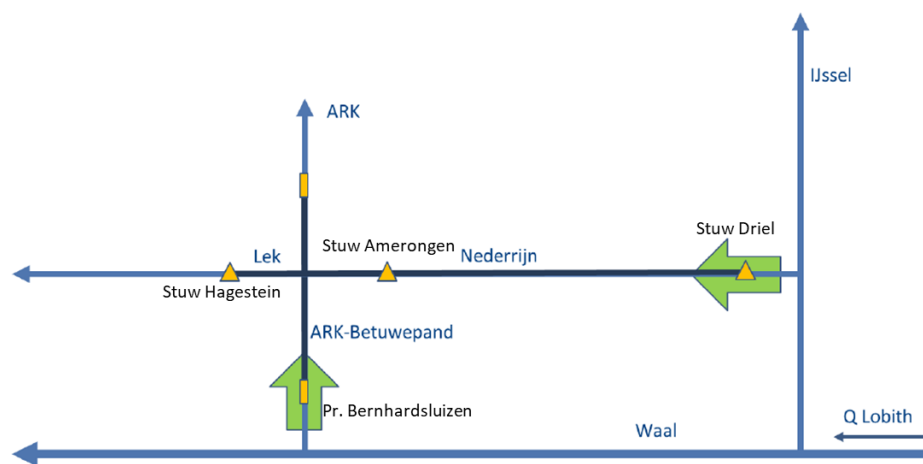 IJssel
ARK
Stuw Driel
Stuw Amerongen
Lek
Nederrijn
Stuw Hagestein
ARK-Betuwepand
Pr. Bernhardsluizen
Q Lobith
Waal